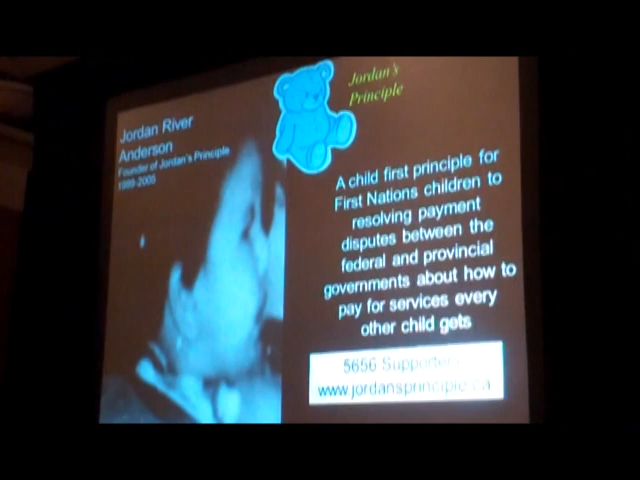 Jordan River
Anderson
Founder of Jordan's Principle
1999-2005
Jordan's
Principle
A child first principle for
First Nations children to
resolving payment
disputes between the
federal and provincial
governments about how to
pay for services every
other child gets
5656 Supporters
www.jordansprinciple.ca